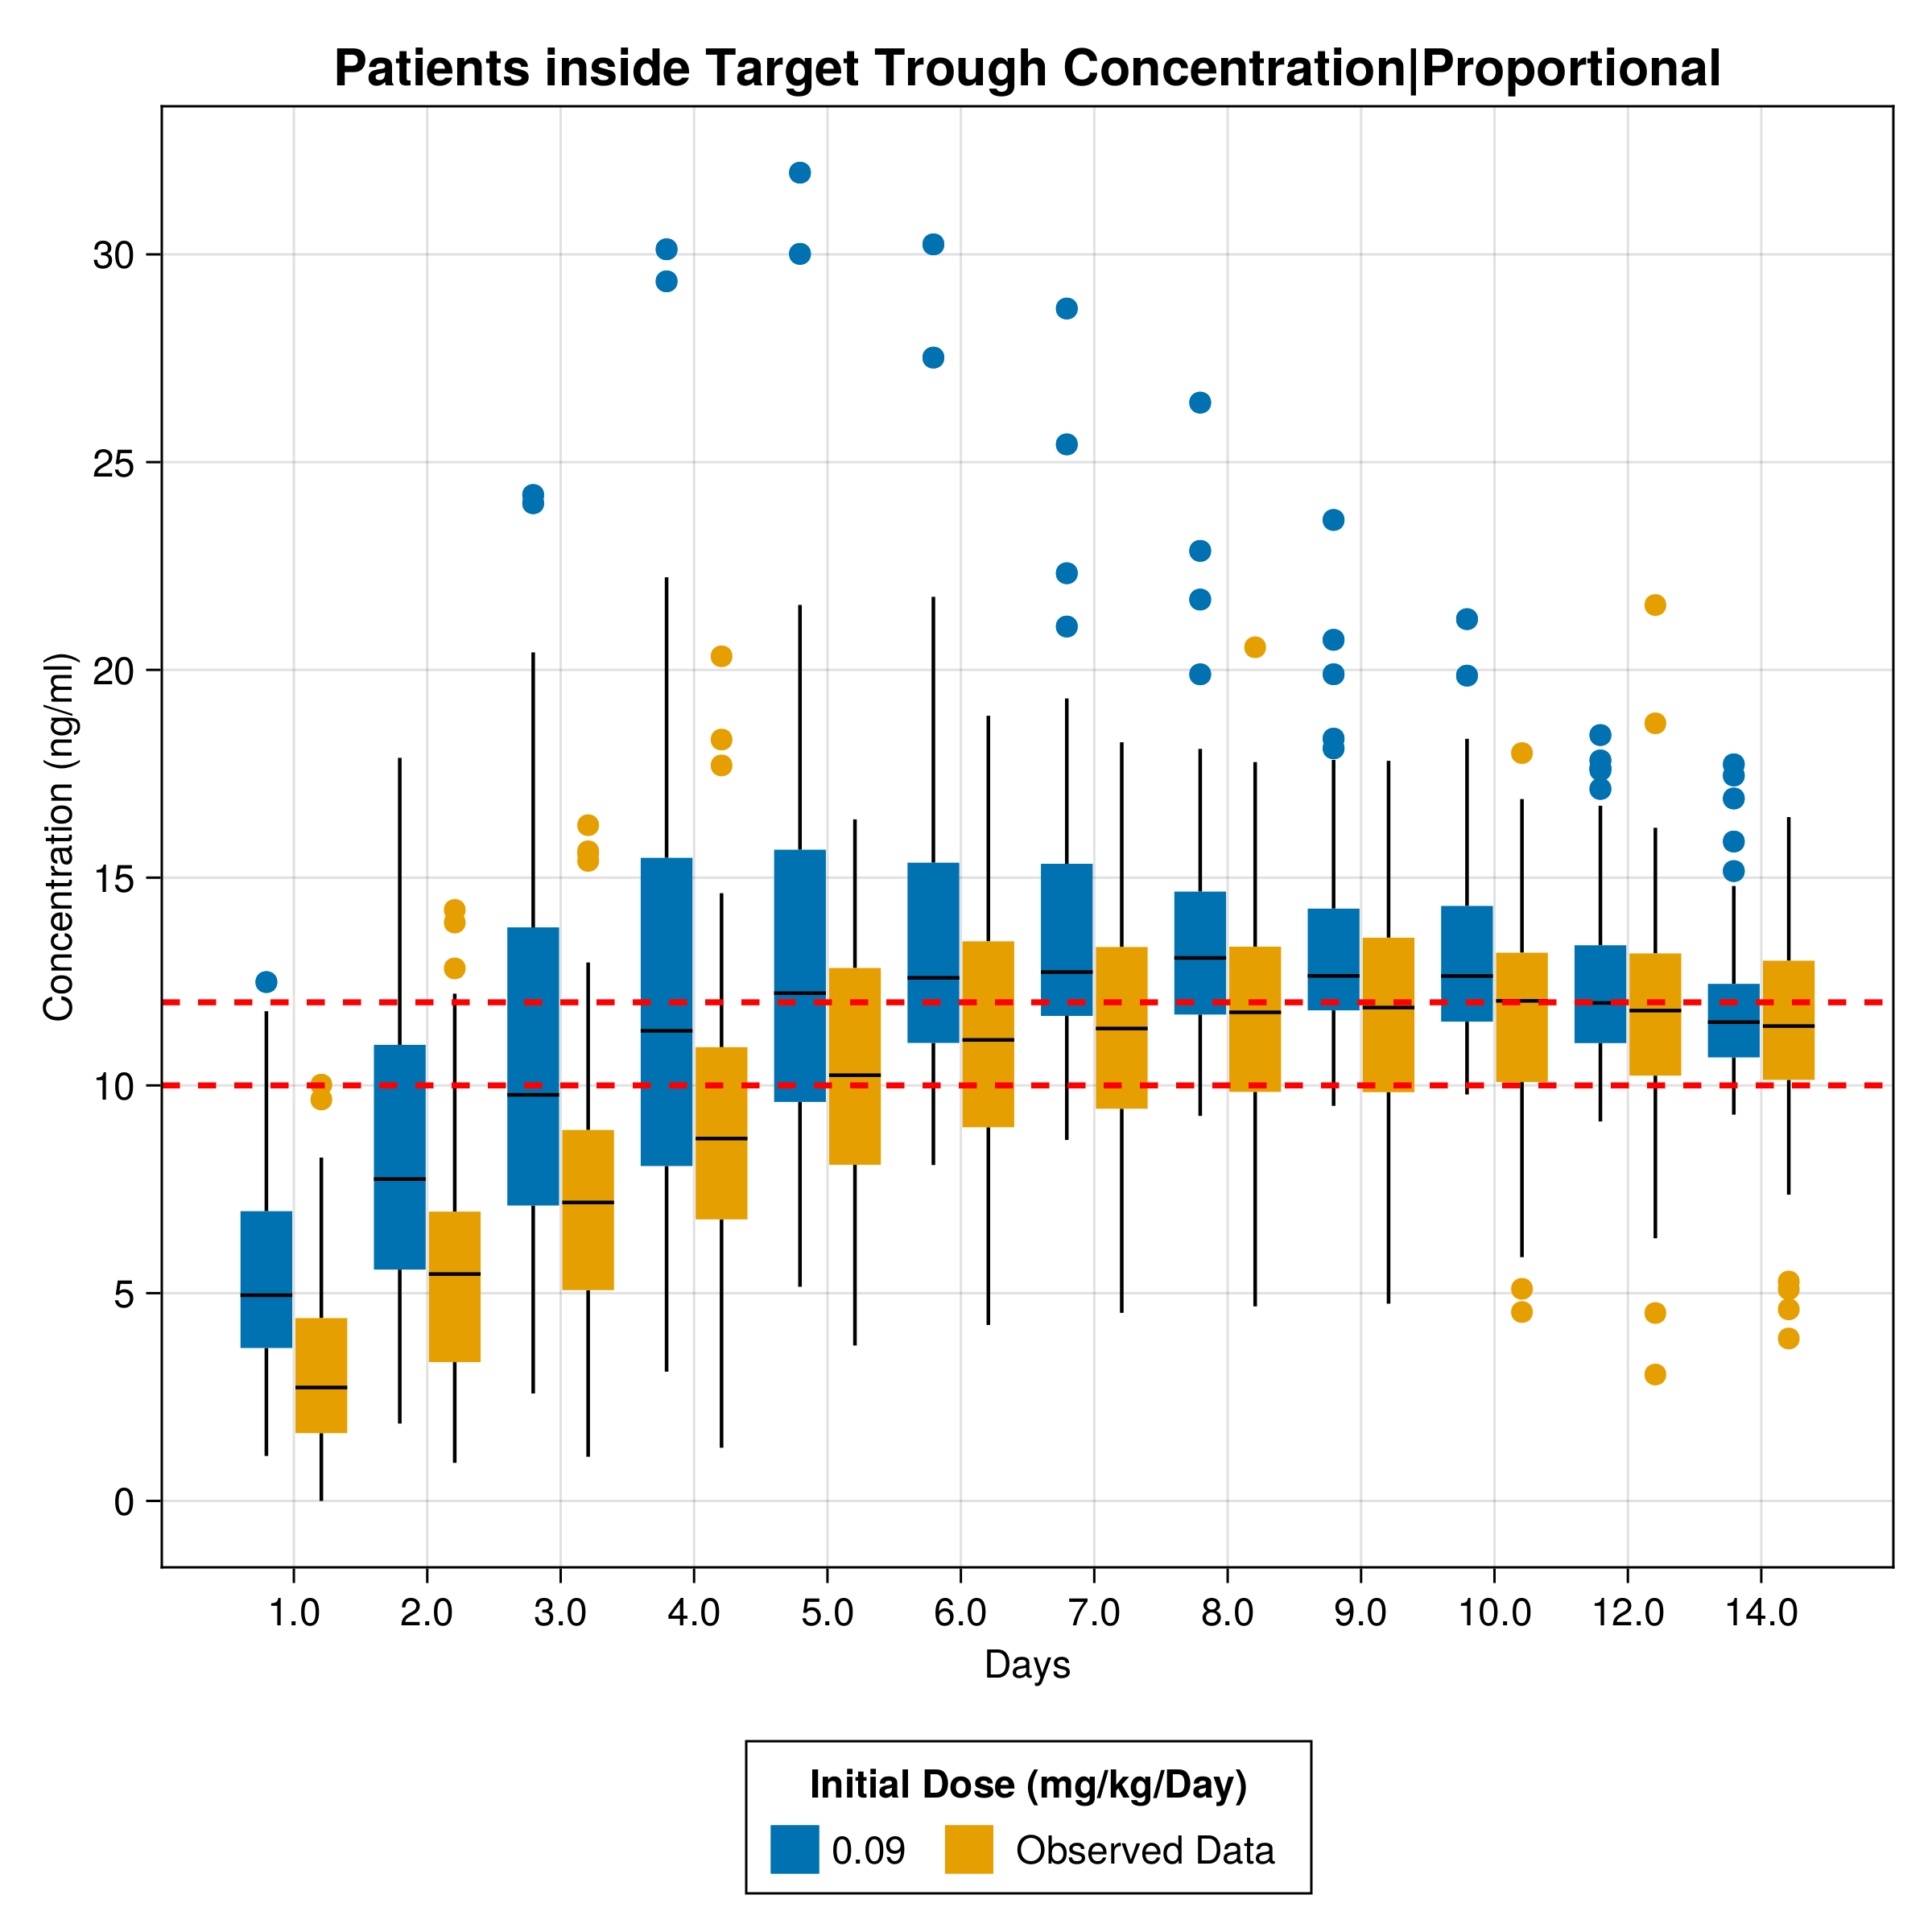 Patients inside Target Trough Concentration|Proportional
Concentration (ng/ml)
30
25
20
15
10
5
0
1.0 2.0 3.0 4.0 5.0 6.0 7.0 8.0 9.0 10.0 12.0 14.0
Days
Initial Dose (mg/kg/Day)
0.09 Observed Data